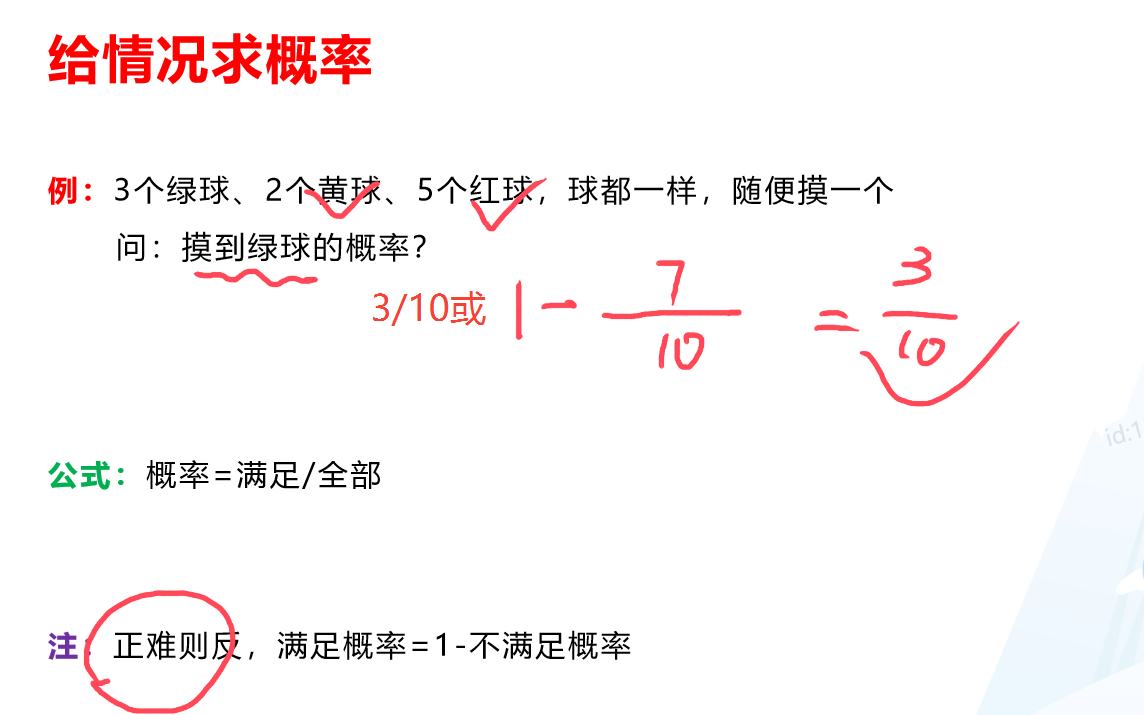 给情况求概率
例：3个绿球、2个黄球、5个红球，球都一样，随便摸一个
问：摸到绿球的概率？
3/10或 1 - 7/10 = 3/10
公式：概率=满足/全部
注：正难则反，满足概率=1-不满足概率
id:1